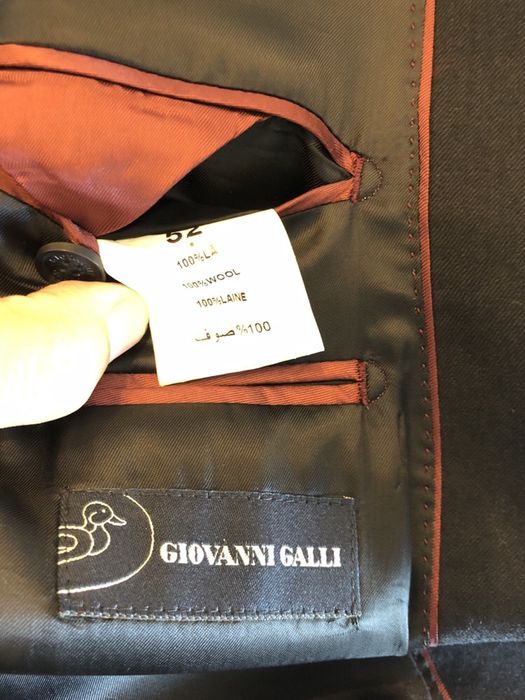 52
100%LA
100%WOOL
100%LAINE
100% صوف
GIOVANNI GALLI